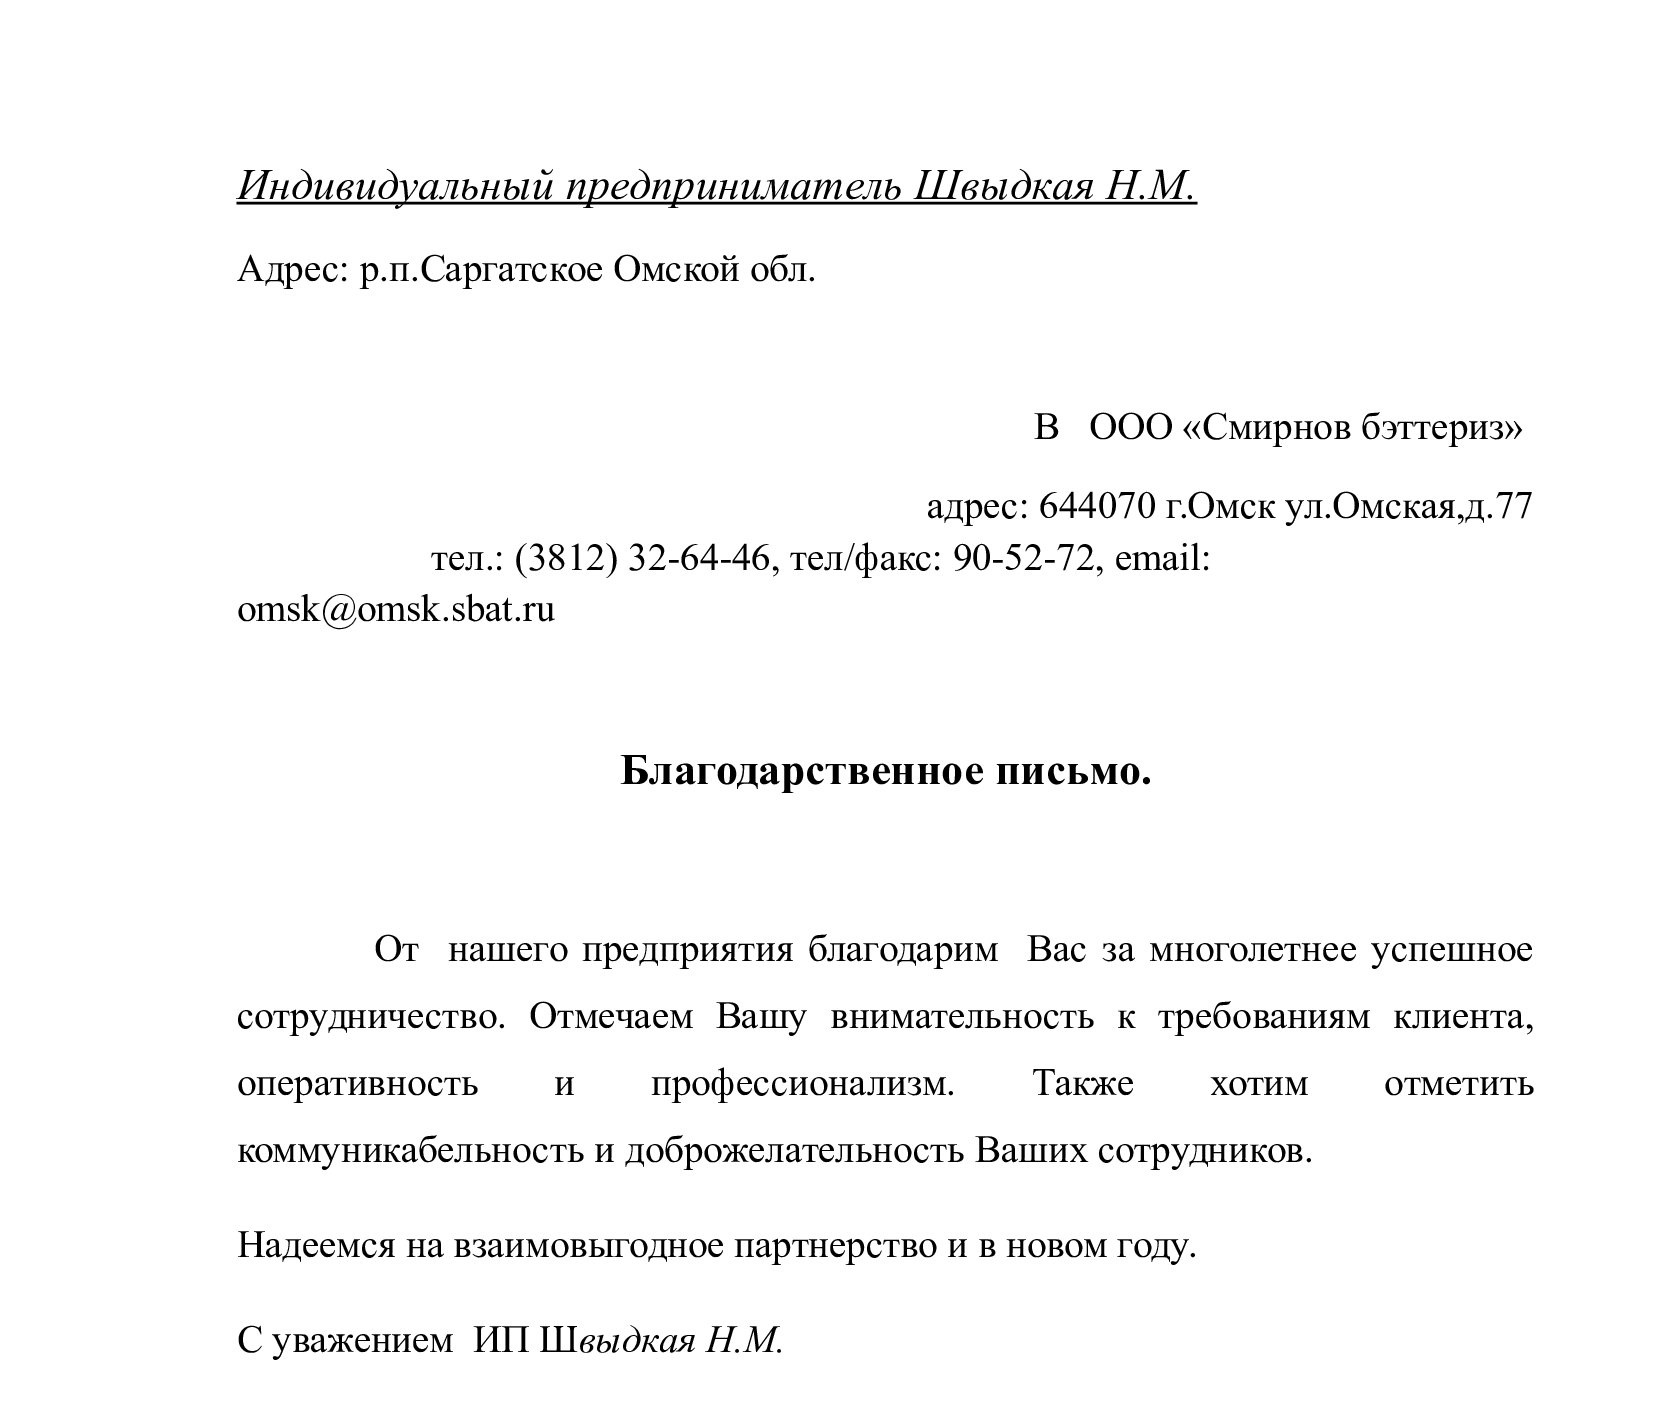 Индивидуальный предприниматель Швыдкая Н.М.
Адрес: р.п.Саргатское Омской обл.
В ООО «Смирнов бэттериз»
адрес: 644070 г.Омск ул.Омская,д.77
тел.: (3812) 32-64-46, тел/факс: 90-52-72, email:
omsk@omsk.sbat.ru
Благодарственное письмо.
От нашего предприятия благодарим Вас за многолетнее успешное
сотрудничество. Отмечаем Вашу внимательность к требованиям клиента,
оперативность и профессионализм. Также хотим отметить
коммуникабельность и доброжелательность Ваших сотрудников.
Надеемся на взаимовыгодное партнерство и в новом году.
С уважением ИП Швыдкая Н.М.